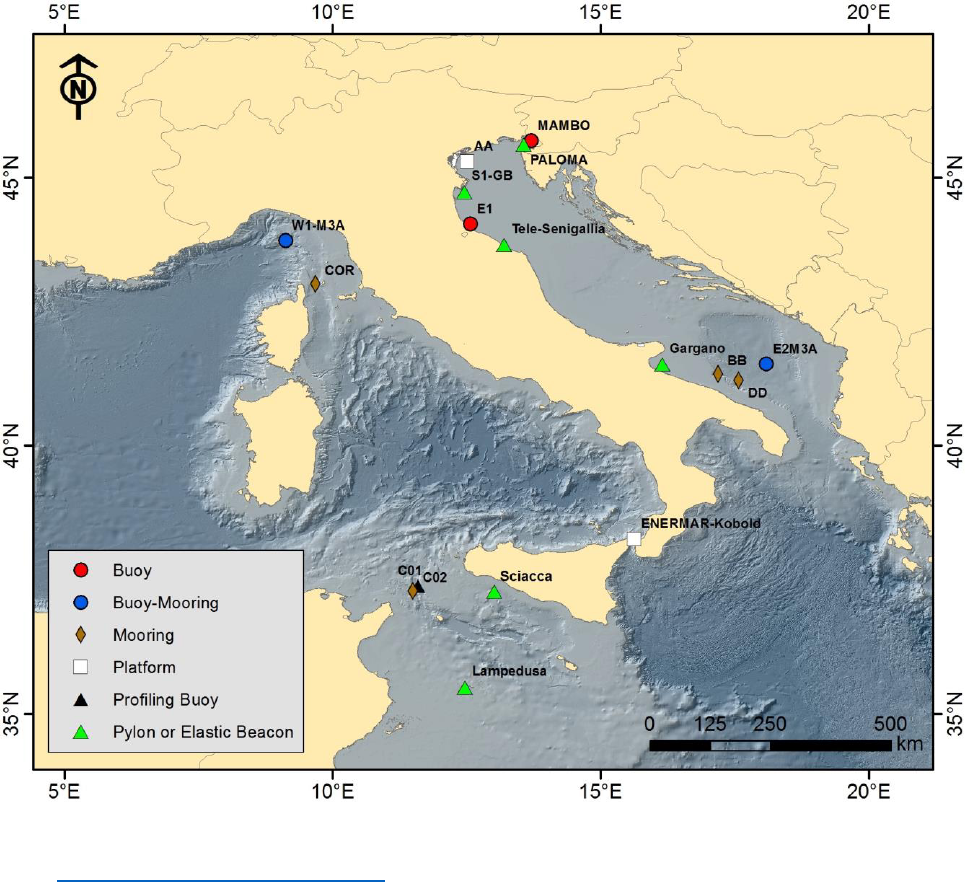 5°E 10°E 15°E 20°E
N
MAMBO
AA
PALOMA
45°N 45°N
S1-GB
E1
W1-M3A
Tele-Senigallia
COR
Gargano
BB
E2M3A
DD
40°N 40°N
ENERMAR-Kobold
C01
C02
Sciacca
Lampedusa
Buoy
Buoy-Mooring
Mooring
Platform
Profiling Buoy
Pylon or Elastic Beacon
35°N 35°N
0 125 250 500
km
5°E 10°E 15°E 20°E